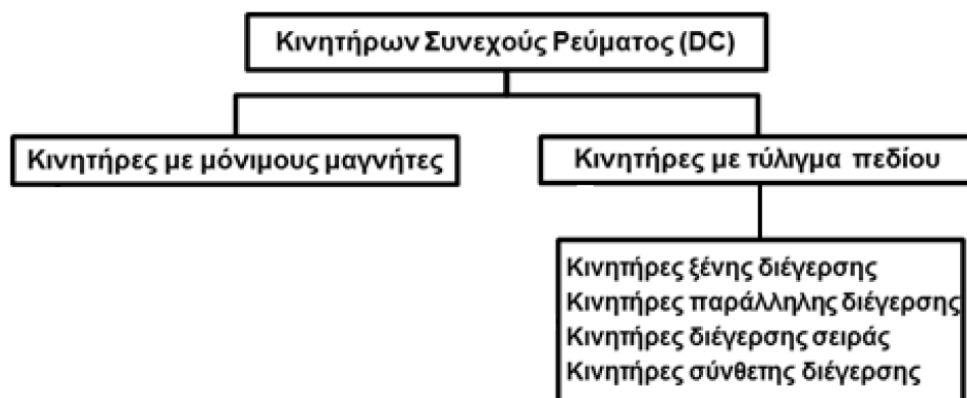 Κινητήρων Συνεχούς Ρεύματος (DC)
Κινητήρες με μόνιμους μαγνήτες
Κινητήρες με τύλιγμα πεδίου
Κινητήρες ξένης διέγερσης
Κινητήρες παράλληλης διέγερσης
Κινητήρες διέγερσης σειράς
Κινητήρες σύνθετης διέγερσης